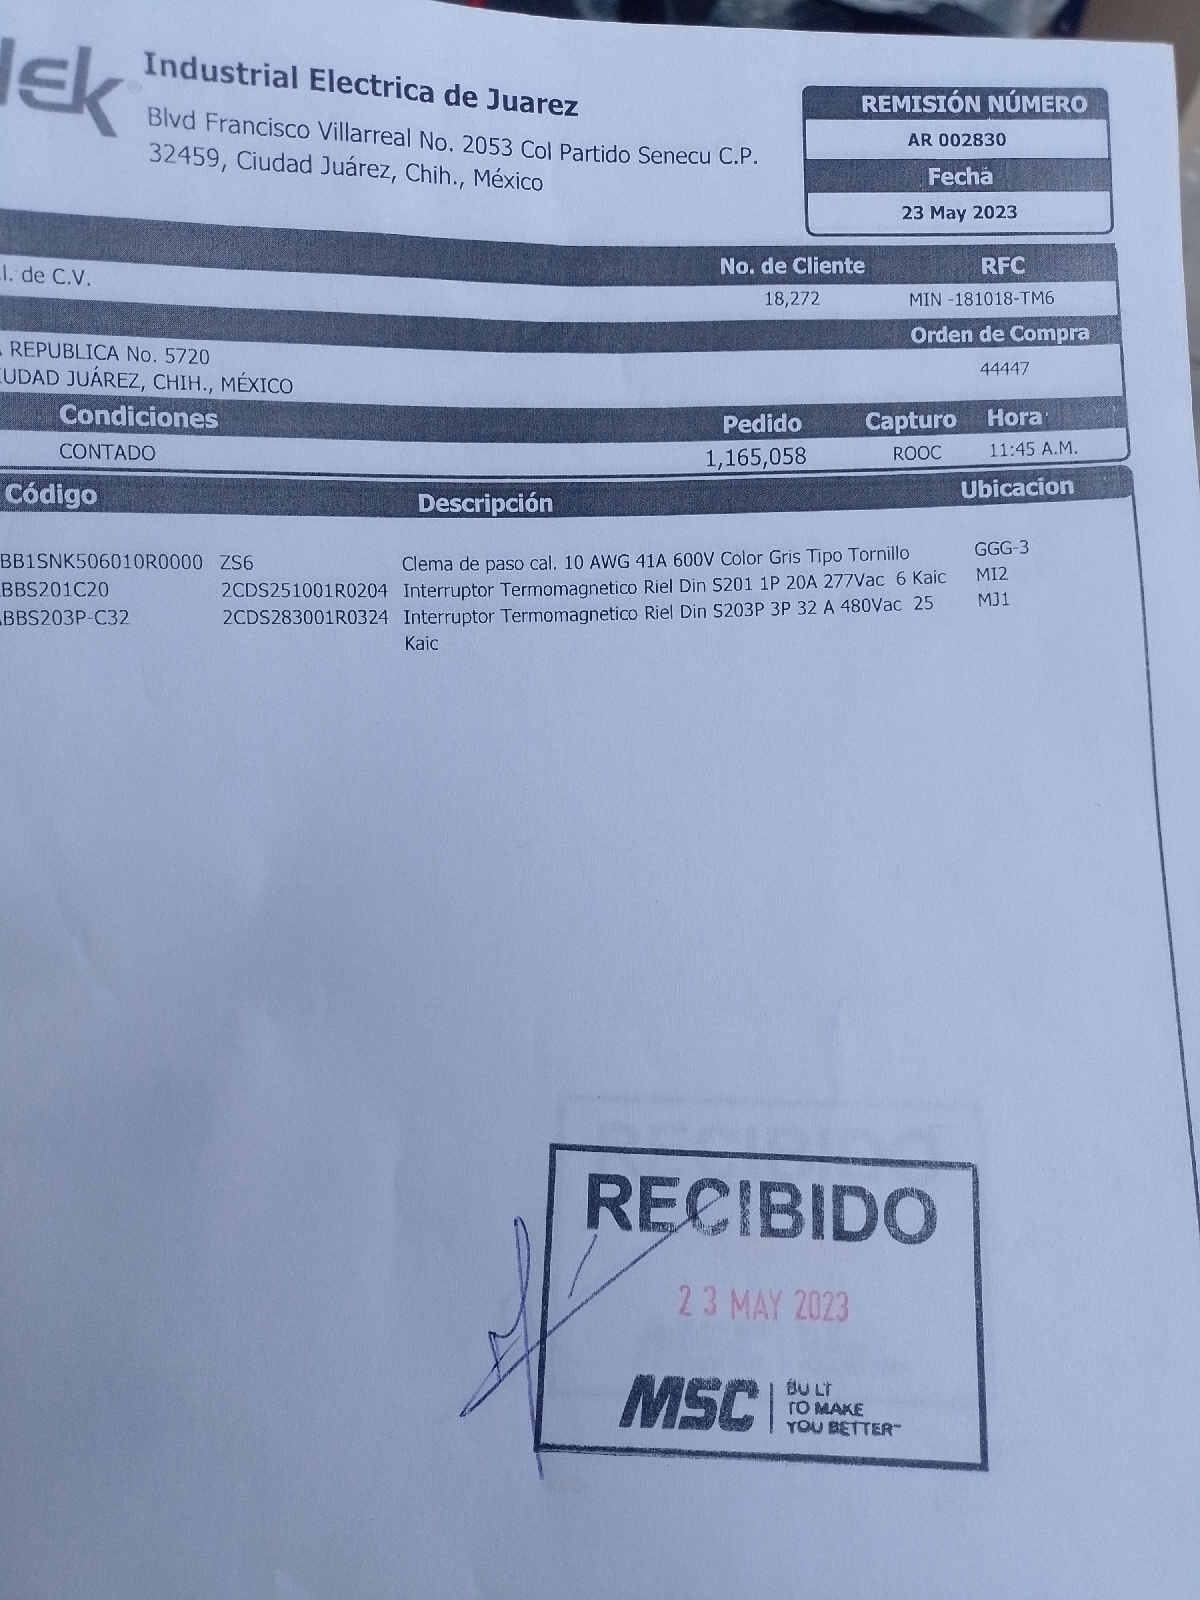 Industrial Electrica de Juarez
Blvd Francisco Villarreal No. 2053 Col Partido Senecu C.P.
32459, Ciudad Juárez, Chih., México
REMISIÓN NÚMERO
AR 002830
Fecha
23 May 2023
No. de Cliente RFC
de C.V. 18,272 MIN -181018-TM6
Orden de Compra
REPUBLICA No. 5720 44447
UDAD JUÁREZ, CHIH., MÉXICO
Condiciones Pedido Capturo Hora
CONTADO 1,165,058 ROOC 11:45 A.M.
Código Descripción Ubicacion
BB1SNK506010R0000 ZS6 Clema de paso cal. 10 AWG 41A 600V Color Gris Tipo Tornillo GGG-3
BBS201C20 2CDS251001R0204 Interruptor Termomagnetico Riel Din S201 1P 20A 277Vac 6 Kaic MI2
BBS203P-C32 2CDS283001R0324 Interruptor Termomagnetico Riel Din S203P 3P 32 A 480Vac 25 MJ1
Kaic
RECIBIDO
23 MAY 2023
MSC BUILT
TO MAKE
YOU BETTER™